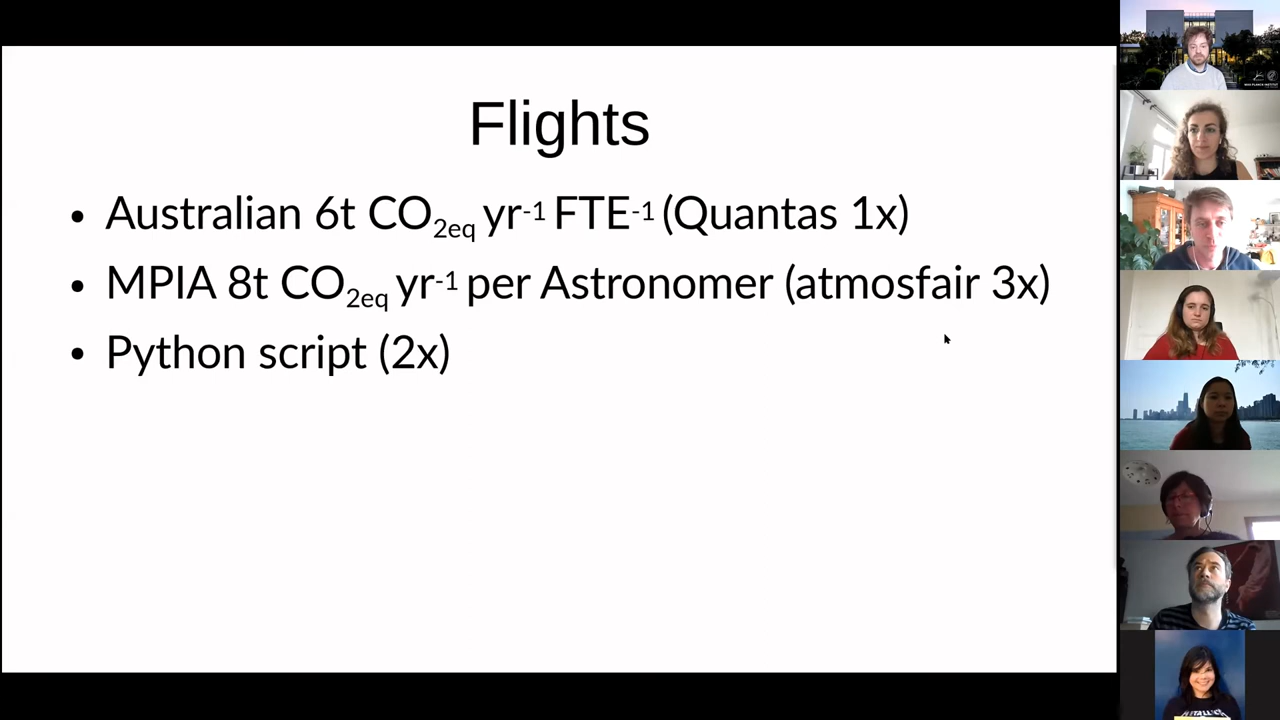 Flights
• Australian 6t CO2eq yr-1 FTE-1 (Quantas 1x)
• MPIA 8t CO2eq yr-1 per Astronomer (atmosfair 3x)
• Python script (2x)